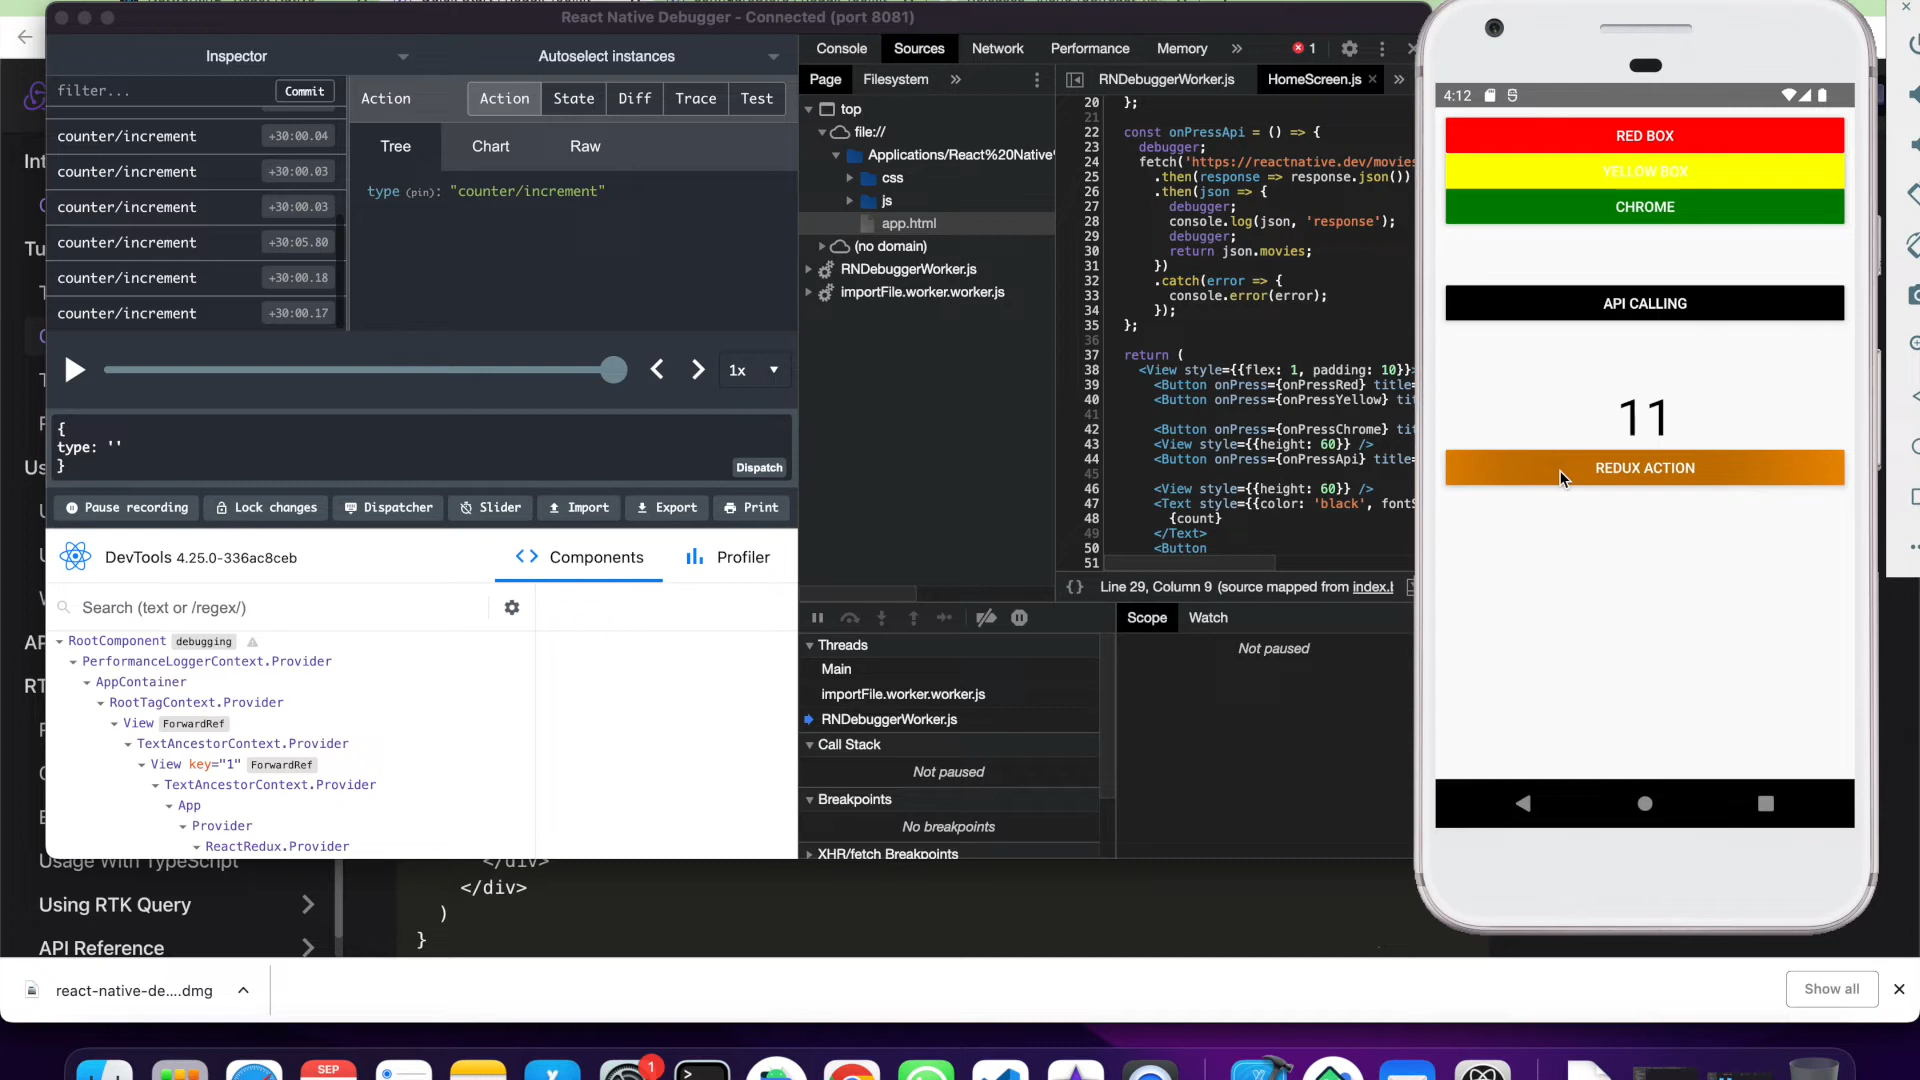 React Native Debugger - Connected (port 8081)
Inspector
Autoselect instances
filter...
Commit
counter/increment +30:00.04
counter/increment +30:00.03
counter/increment +30:00.03
counter/increment +30:05.80
counter/increment +30:00.18
counter/increment +30:00.17
Action
Action State Diff Trace Test
Tree Chart Raw
type (pin): "counter/increment"
1x
{
type: ''
}
Dispatch
Pause recording Lock changes Dispatcher Slider Import Export Print
DevTools 4.25.0-336ac8ceb
Components Profiler
Search (text or /regex/)
RootComponent debugging
PerformanceLoggerContext.Provider
AppContainer
RootTagContext.Provider
View ForwardRef
TextAncestorContext.Provider
View key="1" ForwardRef
TextAncestorContext.Provider
App
Provider
ReactRedux.Provider
Console Sources Network Performance Memory 1
Page Filesystem
top
file://
Applications/React%20Native'
css
js
app.html
(no domain)
RNDebuggerWorker.js
importFile.worker.worker.js
RNDebuggerWorker.js HomeScreen.js
20 };
21
22 const onPressApi = () => {
23 debugger;
24 fetch('https://reactnative.dev/movies
25 .then(response => response.json())
26 .then(json => {
27 debugger;
28 console.log(json, 'response');
29 debugger;
30 return json.movies;
31 })
32 .catch(error => {
33 console.error(error);
34 });
35 };
36
37 return (
38 <View style={{flex: 1, padding: 10}}>
39 <Button onPress={onPressRed} title=
40 <Button onPress={onPressYellow} tit
41
42 <Button onPress={onPressChrome} tit
43 <View style={{height: 60}} />
44 <Button onPress={onPressApi} title=
45
46 <View style={{height: 60}} />
47 <Text style={{color: 'black', fontS
48 {count}
49 </Text>
50 <Button
51
{} Line 29, Column 9 (source mapped from index.b
Threads
Main
importFile.worker.worker.js
RNDebuggerWorker.js
Call Stack
Not paused
Breakpoints
No breakpoints
XHR/fetch Breakpoints
Scope Watch
Not paused
4:12
RED BOX
YELLOW BOX
CHROME
API CALLING
11
REDUX ACTION
Int
Tu
T
Us
AP
RT
Usage With TypeScript
Using RTK Query
API Reference
</div>
</div>
)
}
react-native-de....dmg
Show all
SEP
1